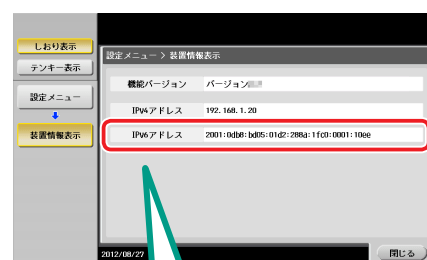 しおり表示
テンキー表示
設定メニュー
装置情報表示
設定メニュー > 装置情報表示
機能バージョン バージョン
IPv4アドレス 192.168.1.20
IPv6アドレス 2001:0db8:bd05:01d2:288a:1fc0:0001:10ee
2012/08/27
閉じる